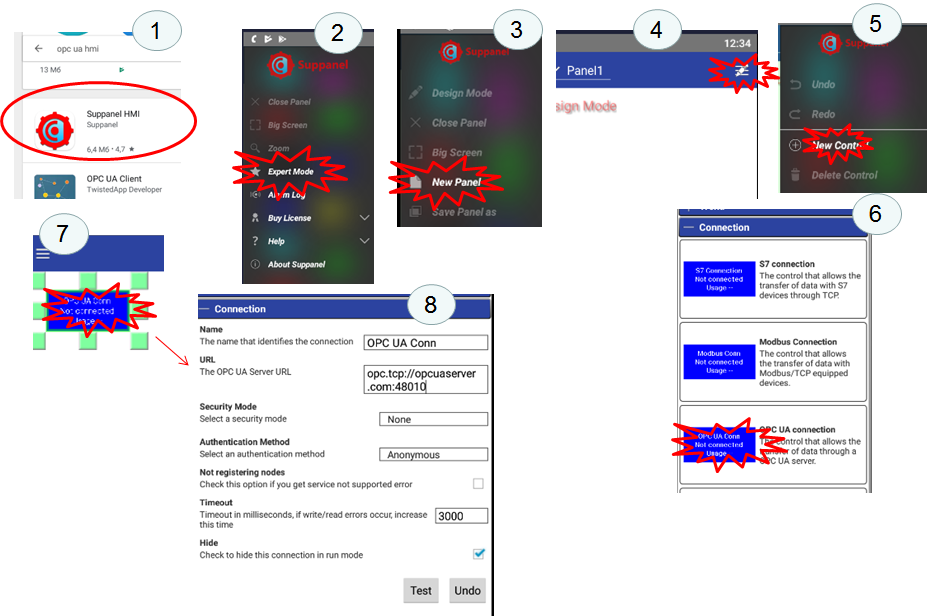 1
opc ua hmi
13 Мб
Suppanel HMI
Suppanel
6,4 Мб • 4,7 ★
OPC UA Client
TwistedApp Developer
2
Suppanel
Close Panel
Big Screen
Zoom
Expert Mode
Alarm Log
Buy License
Help
About Suppanel
3
Suppanel
Design Mode
Close Panel
Big Screen
New Panel
Save Panel as
4
12:34
Panel1
sign Mode
5
Undo
Redo
New Control
Delete Control
6
Connection
S7 Connection
Not connected
Usage --
S7 connection
The control that allows the
transfer of data with S7
devices through TCP.
Modbus Conn
Not connected
Usage --
Modbus Connection
The control that allows
the transfer of data with
Modbus/TCP equipped
devices.
OPC UA Conn
Not connected
Usage
OPC UA connection
The control that allows the
transfer of data through a
OPC UA server.
7
OPC UA Conn
Not connected
Usage
8
Connection
Name
The name that identifies the connection
OPC UA Conn
URL
The OPC UA Server URL
opc.tcp://opcuaserver
.com:48010
Security Mode
Select a security mode
None
Authentication Method
Select an authentication method
Anonymous
Not registering nodes
Check this option if you get service not supported error
Timeout
Timeout in milliseconds, if write/read errors occur, increase
this time
3000
Hide
Check to hide this connection in run mode
Test
Undo